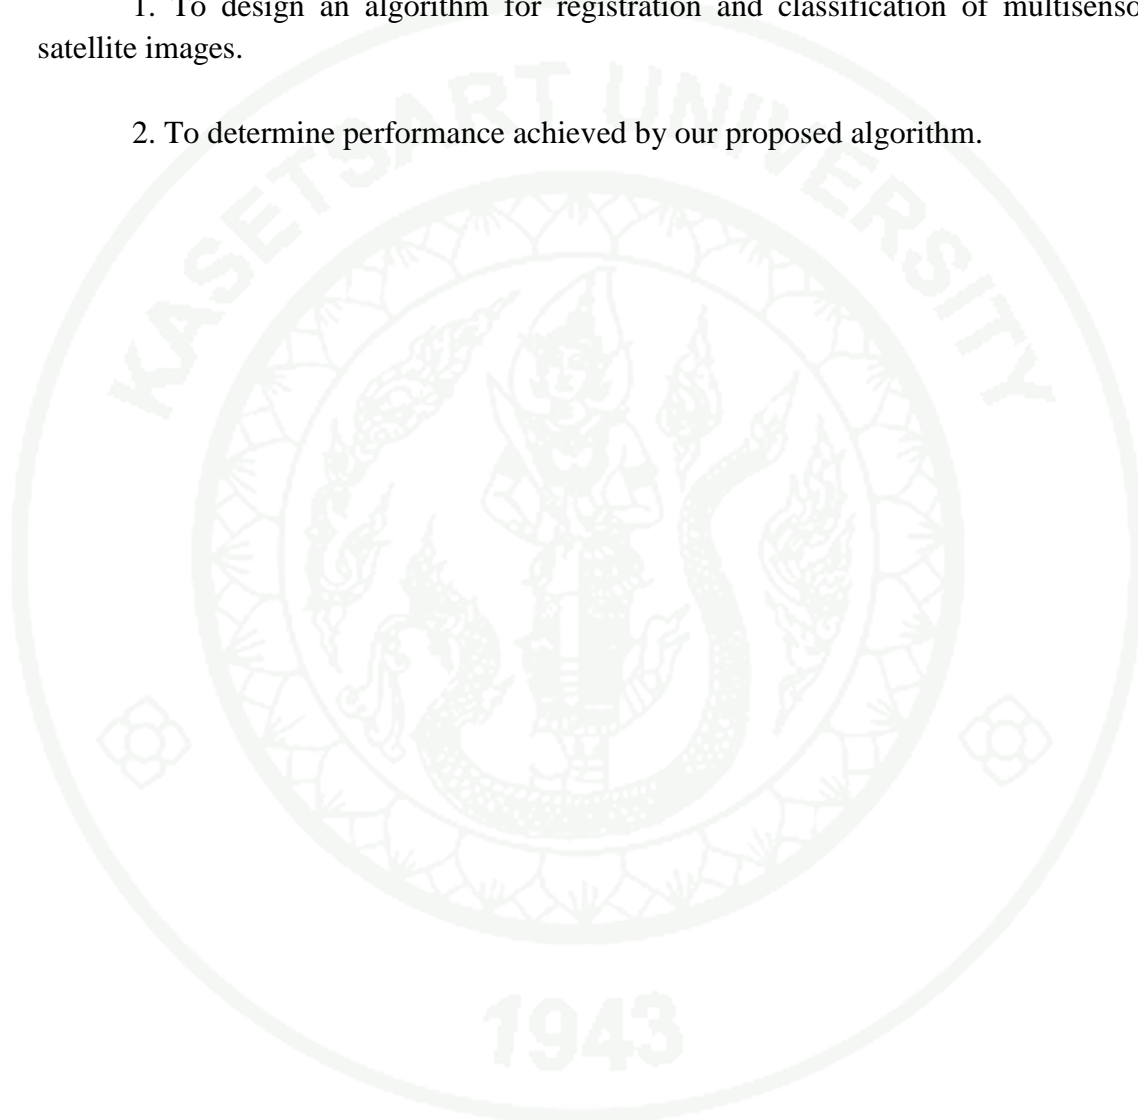 1. To design an algorithm for registration and classification of multisenso
satellite images.
2. To determine performance achieved by our proposed algorithm.
KASETSART UNIVERSITY
1943